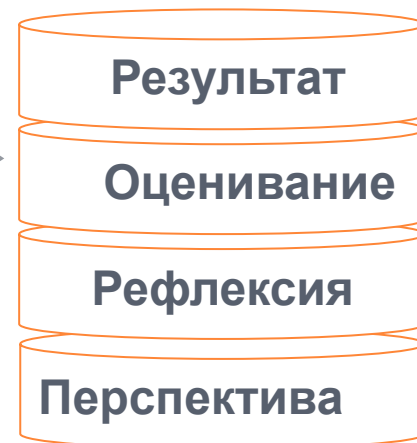 Результат
Оценивание
Рефлексия
Перспектива